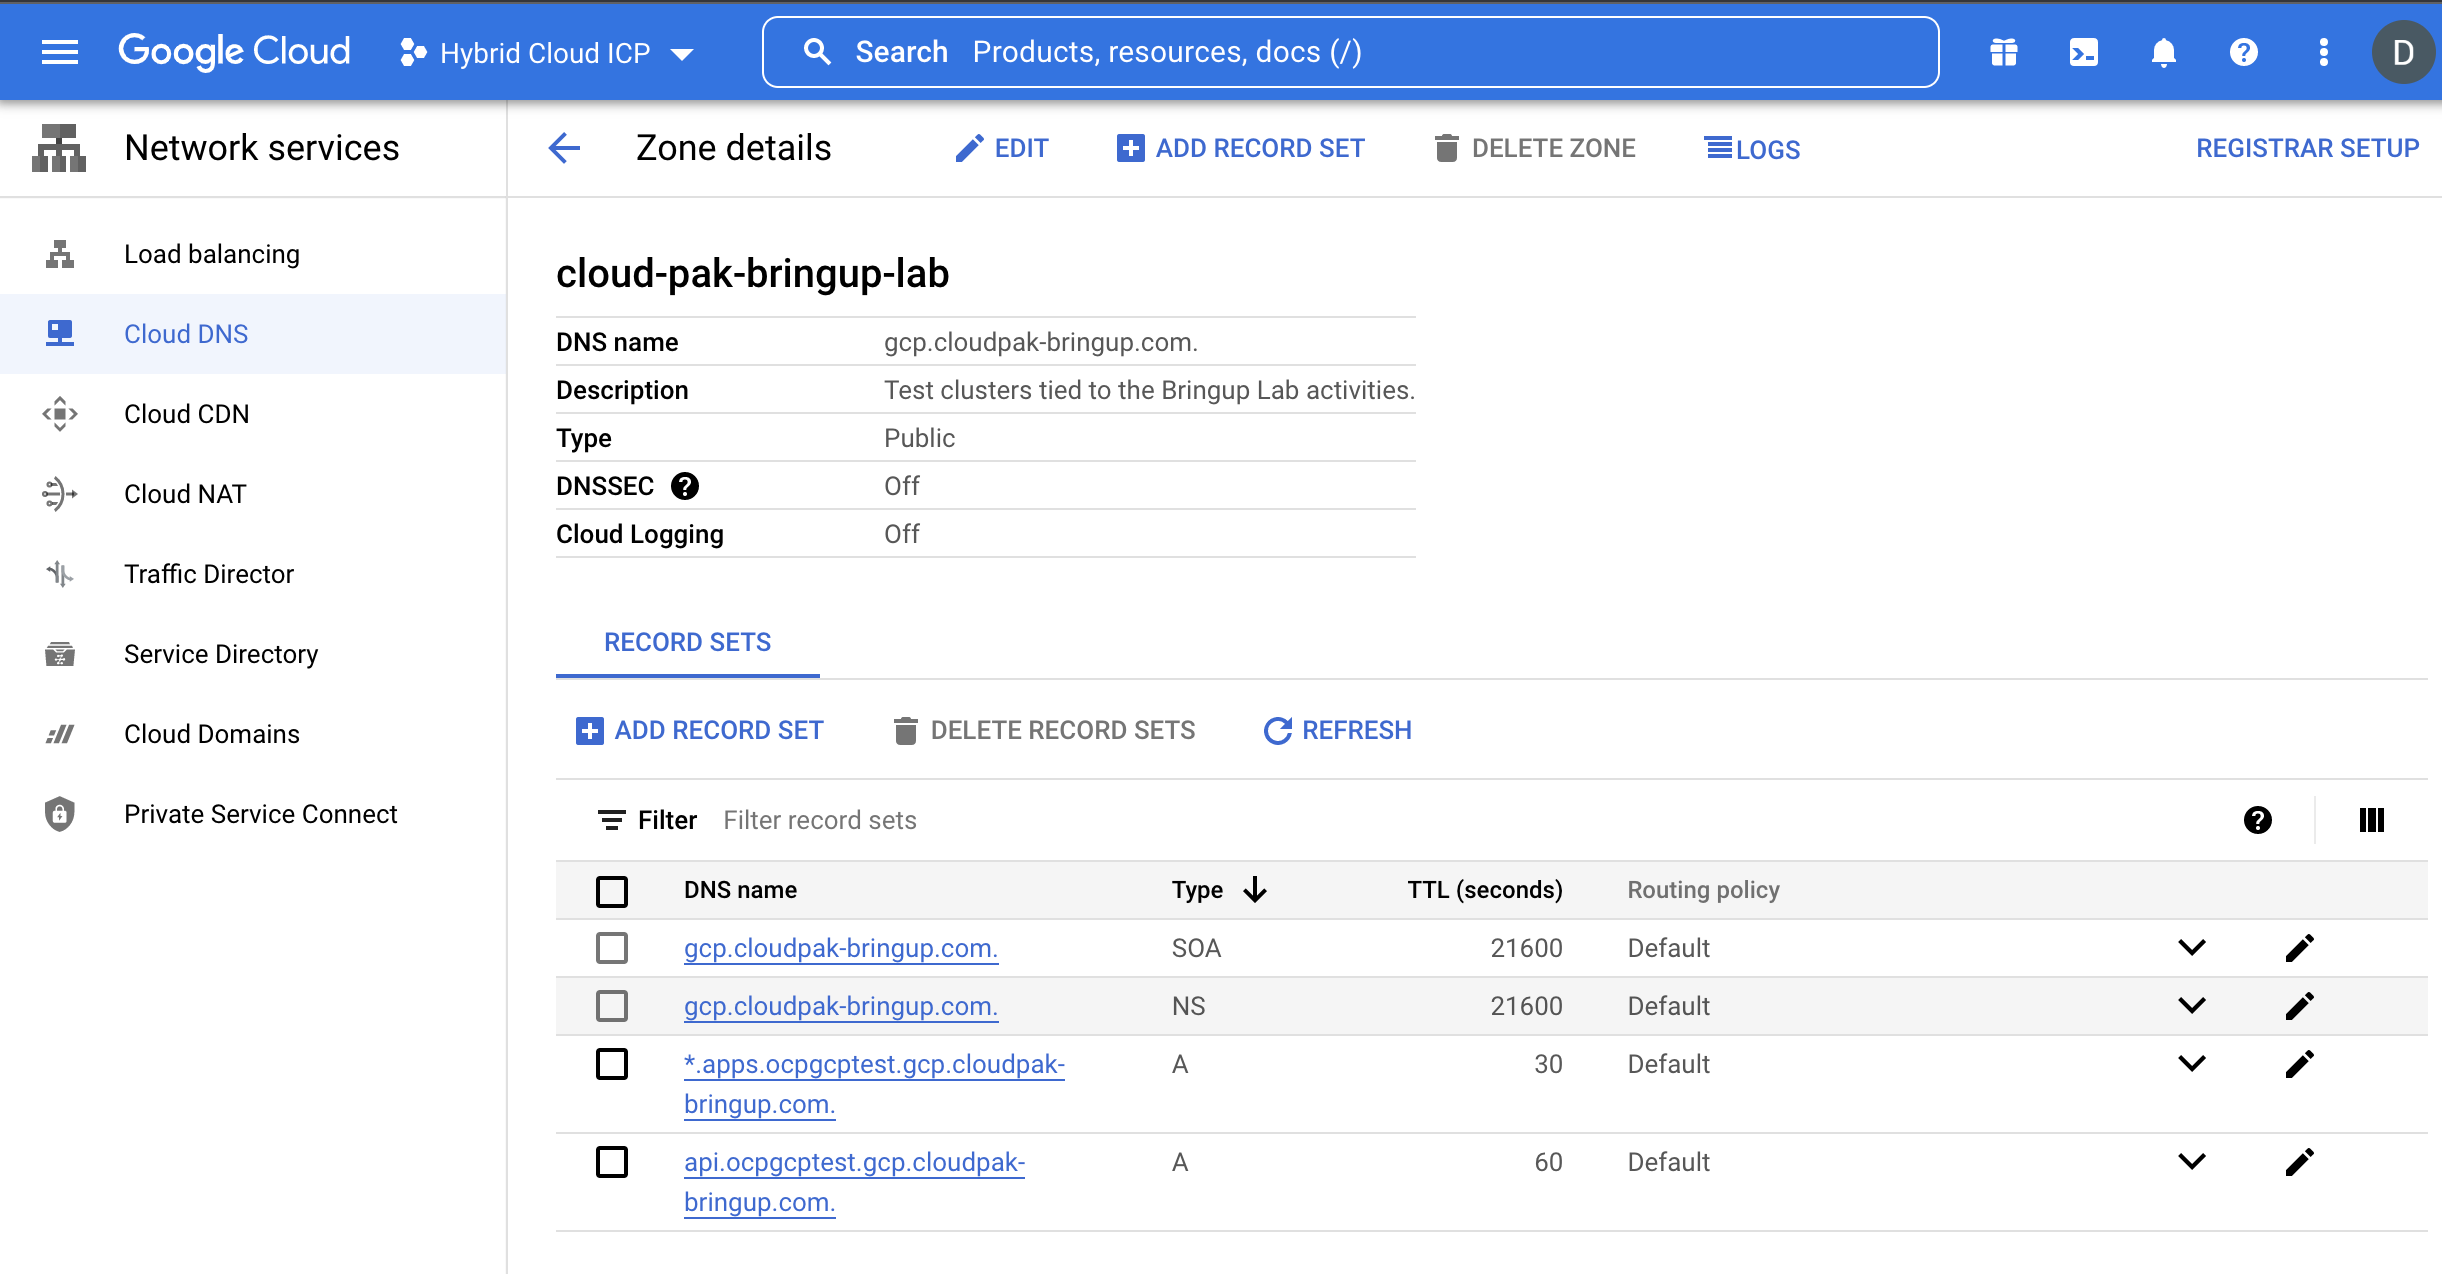 Google Cloud
Hybrid Cloud ICP
Search Products, resources, docs (/)
D
Network services
Zone details
EDIT
ADD RECORD SET
DELETE ZONE
LOGS
REGISTRAR SETUP
Load balancing
Cloud DNS
Cloud CDN
Cloud NAT
Traffic Director
Service Directory
Cloud Domains
Private Service Connect
cloud-pak-bringup-lab
DNS name gcp.cloudpak-bringup.com.
Description Test clusters tied to the Bringup Lab activities.
Type Public
DNSSEC Off
Cloud Logging Off
RECORD SETS
ADD RECORD SET
DELETE RECORD SETS
REFRESH
Filter Filter record sets
DNS name Type TTL (seconds) Routing policy
gcp.cloudpak-bringup.com. SOA 21600 Default
gcp.cloudpak-bringup.com. NS 21600 Default
*.apps.ocpgcptest.gcp.cloudpak- A 30 Default
bringup.com.
api.ocpgcptest.gcp.cloudpak- A 60 Default
bringup.com.